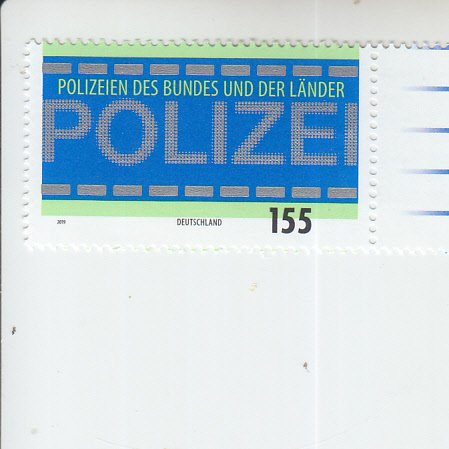 POLIZEIEN DES BUNDES UND DER LÄNDER
POLIZEI
2019 DEUTSCHLAND 155